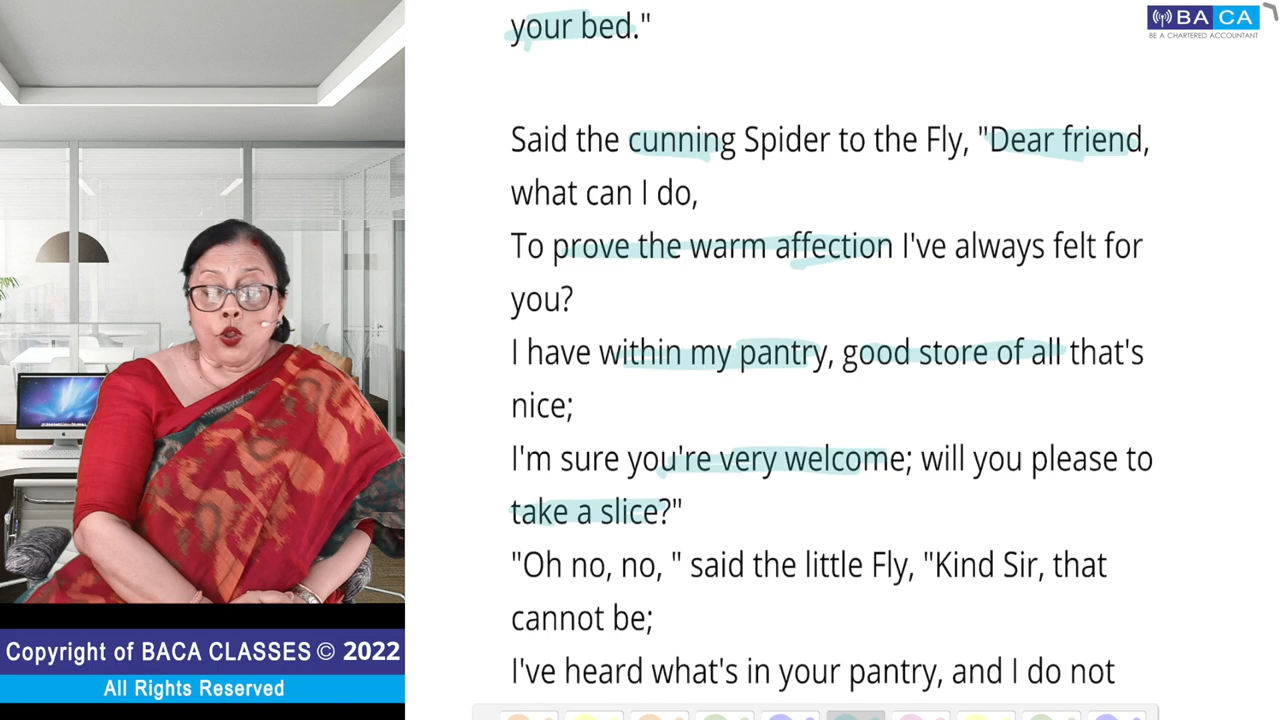 your bed."
BACA
BE A CHARTERED ACCOUNTANT
Said the cunning Spider to the Fly, "Dear friend,
what can I do,
To prove the warm affection I've always felt for
you?
I have within my pantry, good store of all that's
nice;
I'm sure you're very welcome; will you please to
take a slice?"
"Oh no, no, " said the little Fly, "Kind Sir, that
cannot be;
I've heard what's in your pantry, and I do not
Copyright of BACA CLASSES © 2022
All Rights Reserved